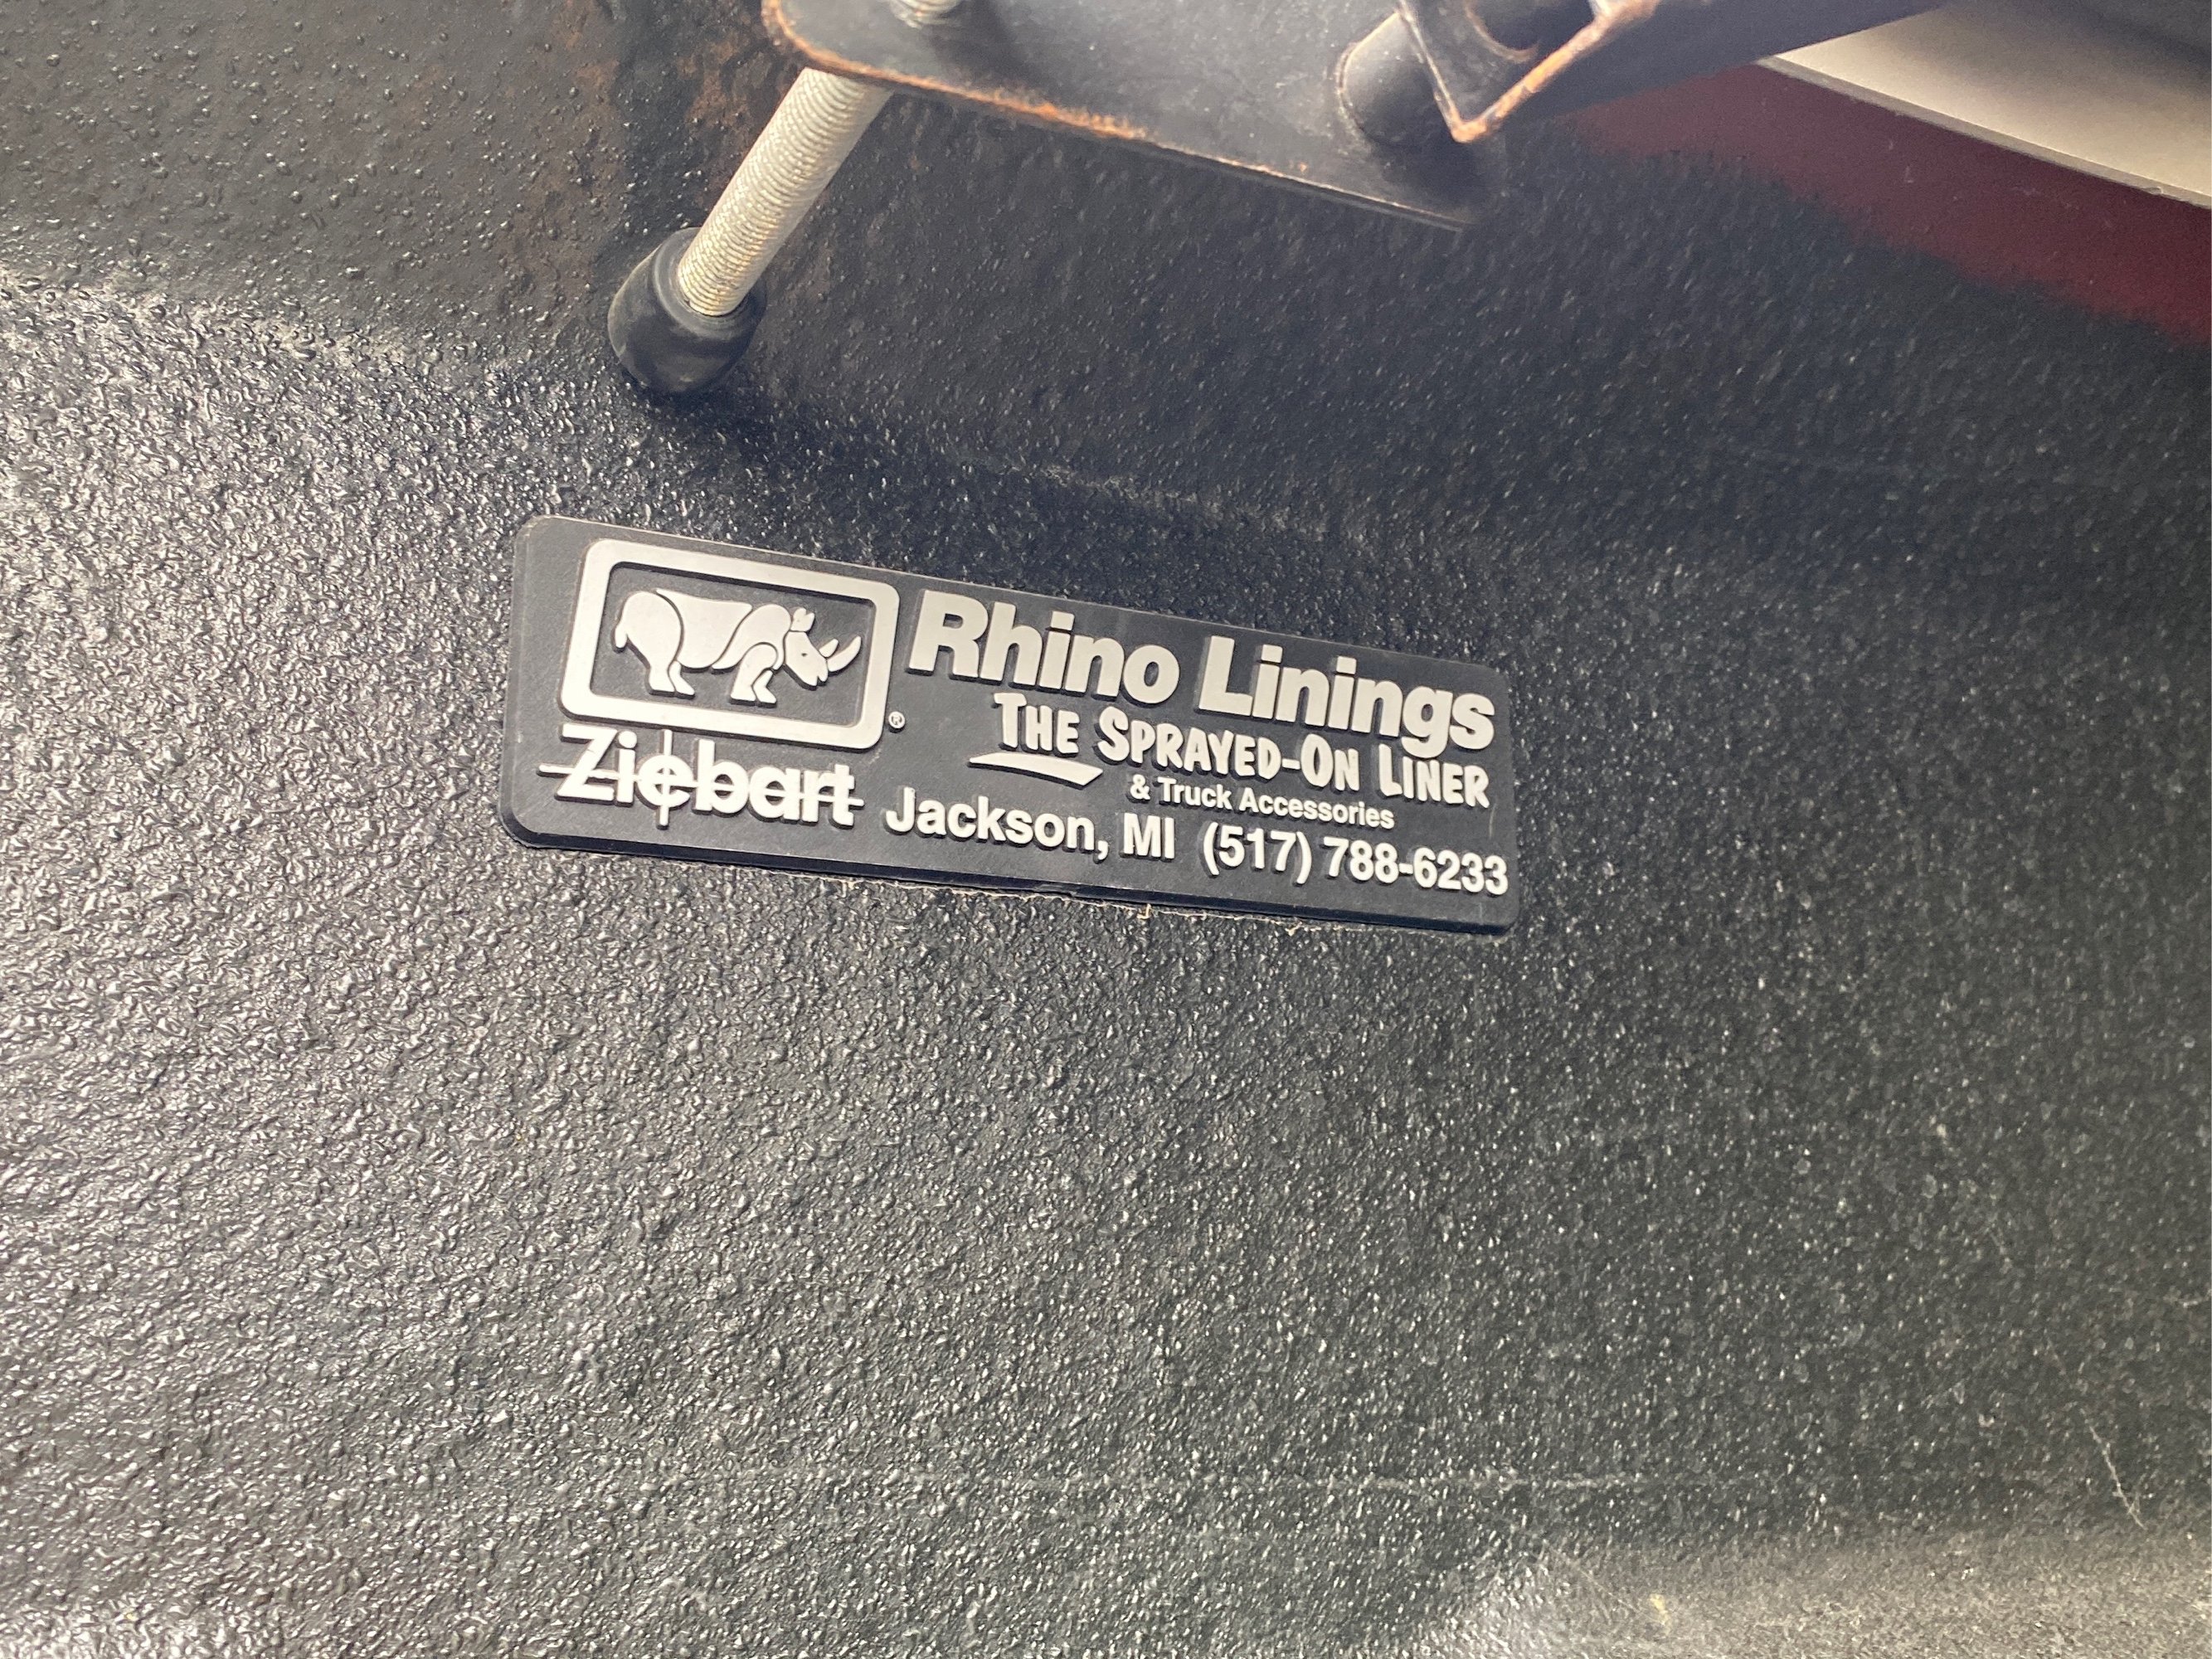 Rhino Linings
THE SPRAYED-ON LINER
& Truck Accessories
®
Ziebart Jackson, MI (517) 788-6233